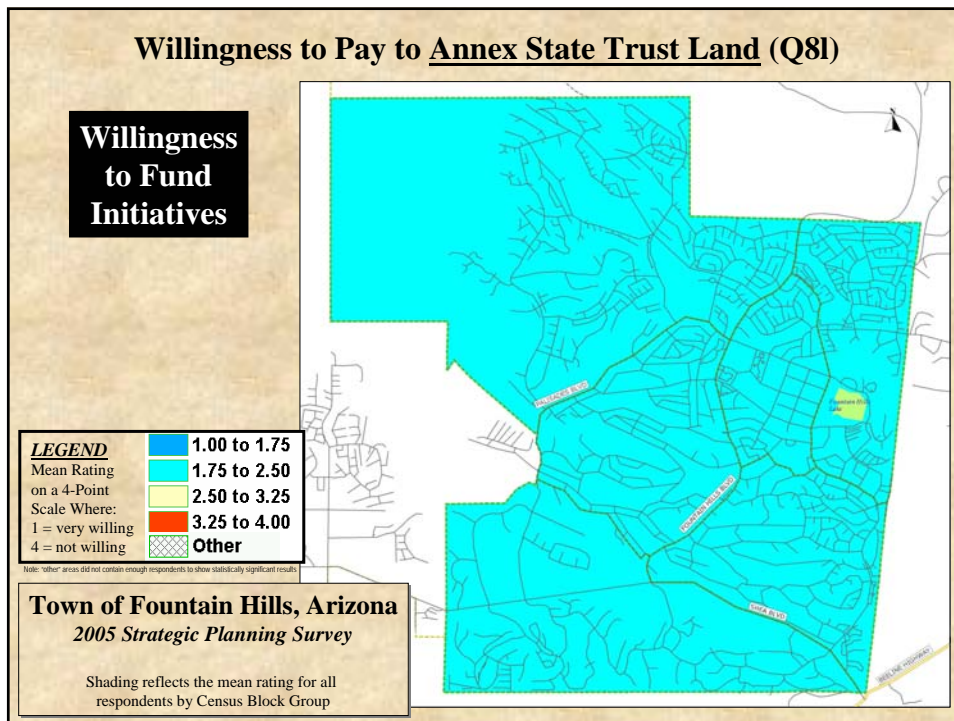 Willingness to Pay to Annex State Trust Land (Q8l)
Willingness
to Fund
Initiatives
PALISADES BLVD
Fountain Hills
Lake
FOUNTAIN HILLS BLVD
SHEA BLVD
BEELINE HIGHWAY
LEGEND
Mean Rating
on a 4-Point
Scale Where:
1 = very willing
4 = not willing
1.00 to 1.75
1.75 to 2.50
2.50 to 3.25
3.25 to 4.00
Other
Note: "other" areas did not contain enough respondents to show statistically significant results.
Town of Fountain Hills, Arizona
2005 Strategic Planning Survey
Shading reflects the mean rating for all
respondents by Census Block Group